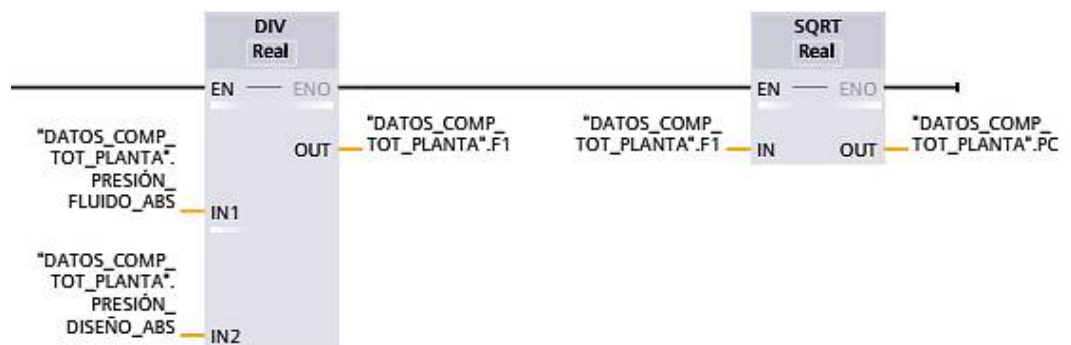 DIV
Real
EN
ENO
"DATOS_COMP_
TOT_PLANTA".
PRESIÓN_
FLUIDO_ABS
IN1
"DATOS_COMP_
TOT_PLANTA".
PRESIÓN_
DISEÑO_ABS
IN2
OUT
"DATOS_COMP_
TOT_PLANTA".F1
SQRT
Real
EN
ENO
"DATOS_COMP_
TOT_PLANTA".F1
IN
OUT
"DATOS_COMP_
TOT_PLANTA".PC